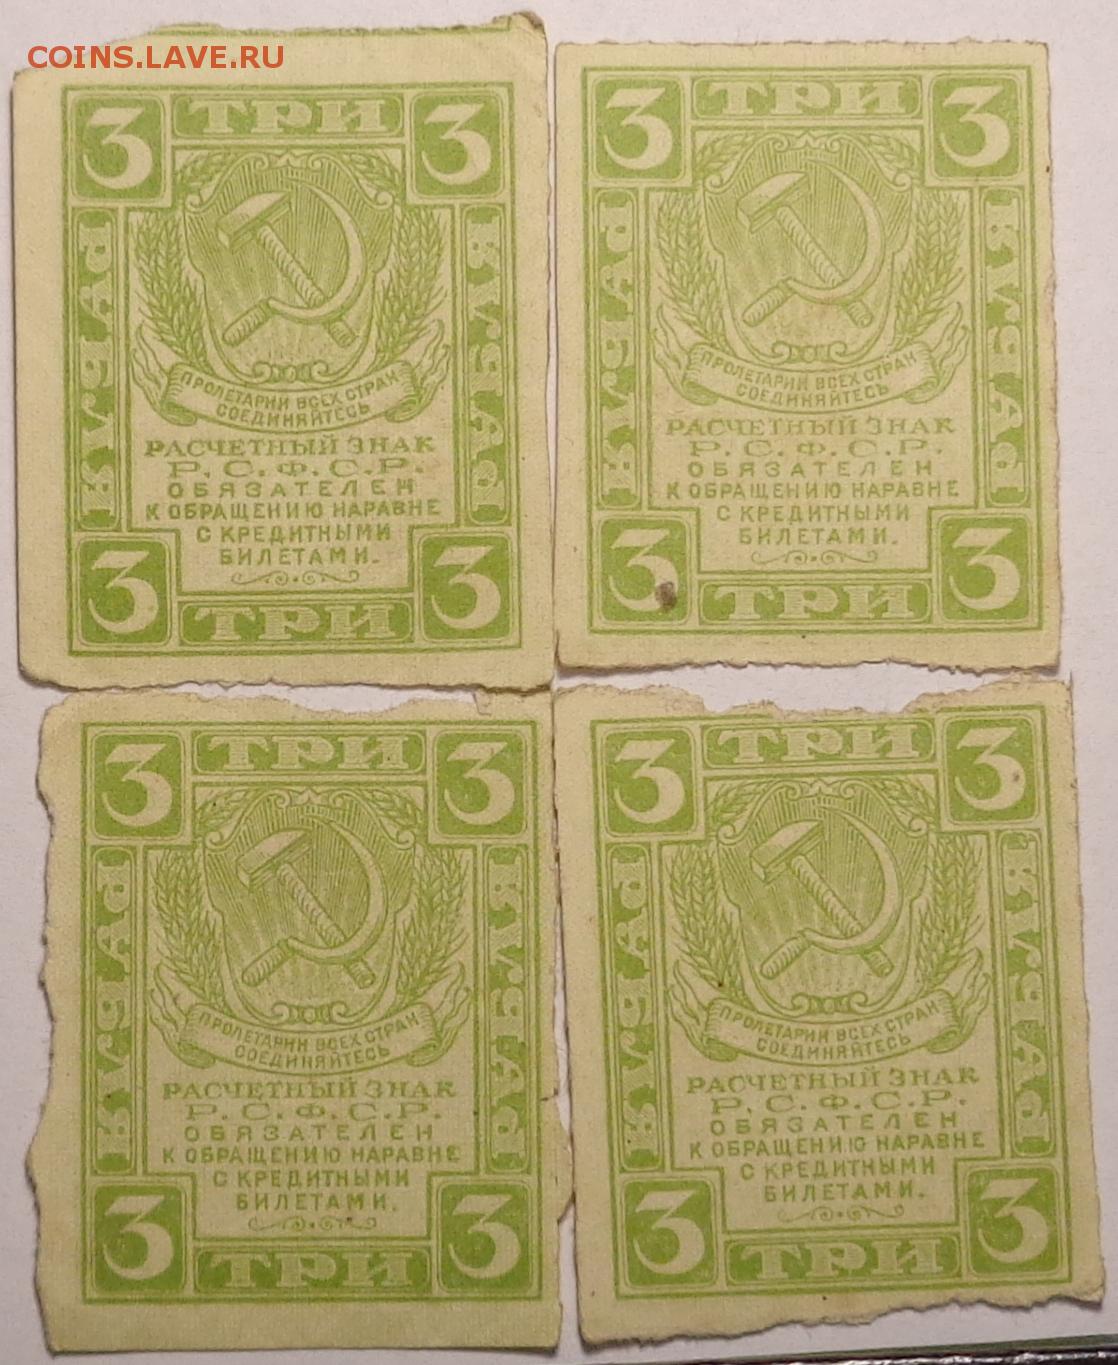 COINS.LAVE.RU
3 ТРИ 3
РУБЛЯ
РУБЛЯ
ПРОЛЕТАРИИ ВСЕХ СТРАН
СОЕДИНЯЙТЕСЬ
РАСЧЕТНЫЙ ЗНАК
Р.С.Ф.С.Р.
ОБЯЗАТЕЛЕН
К ОБРАЩЕНИЮ НАРАВНЕ
С КРЕДИТНЫМИ
БИЛЕТАМИ.
3 ТРИ 3
3 ТРИ 3
РУБЛЯ
РУБЛЯ
ПРОЛЕТАРИИ ВСЕХ СТРАН
СОЕДИНЯЙТЕСЬ
РАСЧЕТНЫЙ ЗНАК
Р.С.Ф.С.Р.
ОБЯЗАТЕЛЕН
К ОБРАЩЕНИЮ НАРАВНЕ
С КРЕДИТНЫМИ
БИЛЕТАМИ.
3 ТРИ 3
3 ТРИ 3
РУБЛЯ
РУБЛЯ
ПРОЛЕТАРИИ ВСЕХ СТРАН
СОЕДИНЯЙТЕСЬ
РАСЧЕТНЫЙ ЗНАК
Р.С.Ф.С.Р.
ОБЯЗАТЕЛЕН
К ОБРАЩЕНИЮ НАРАВНЕ
С КРЕДИТНЫМИ
БИЛЕТАМИ.
3 ТРИ 3
3 ТРИ 3
РУБЛЯ
РУБЛЯ
ПРОЛЕТАРИИ ВСЕХ СТРАН
СОЕДИНЯЙТЕСЬ
РАСЧЕТНЫЙ ЗНАК
Р.С.Ф.С.Р.
ОБЯЗАТЕЛЕН
К ОБРАЩЕНИЮ НАРАВНЕ
С КРЕДИТНЫМИ
БИЛЕТАМИ.
3 ТРИ 3